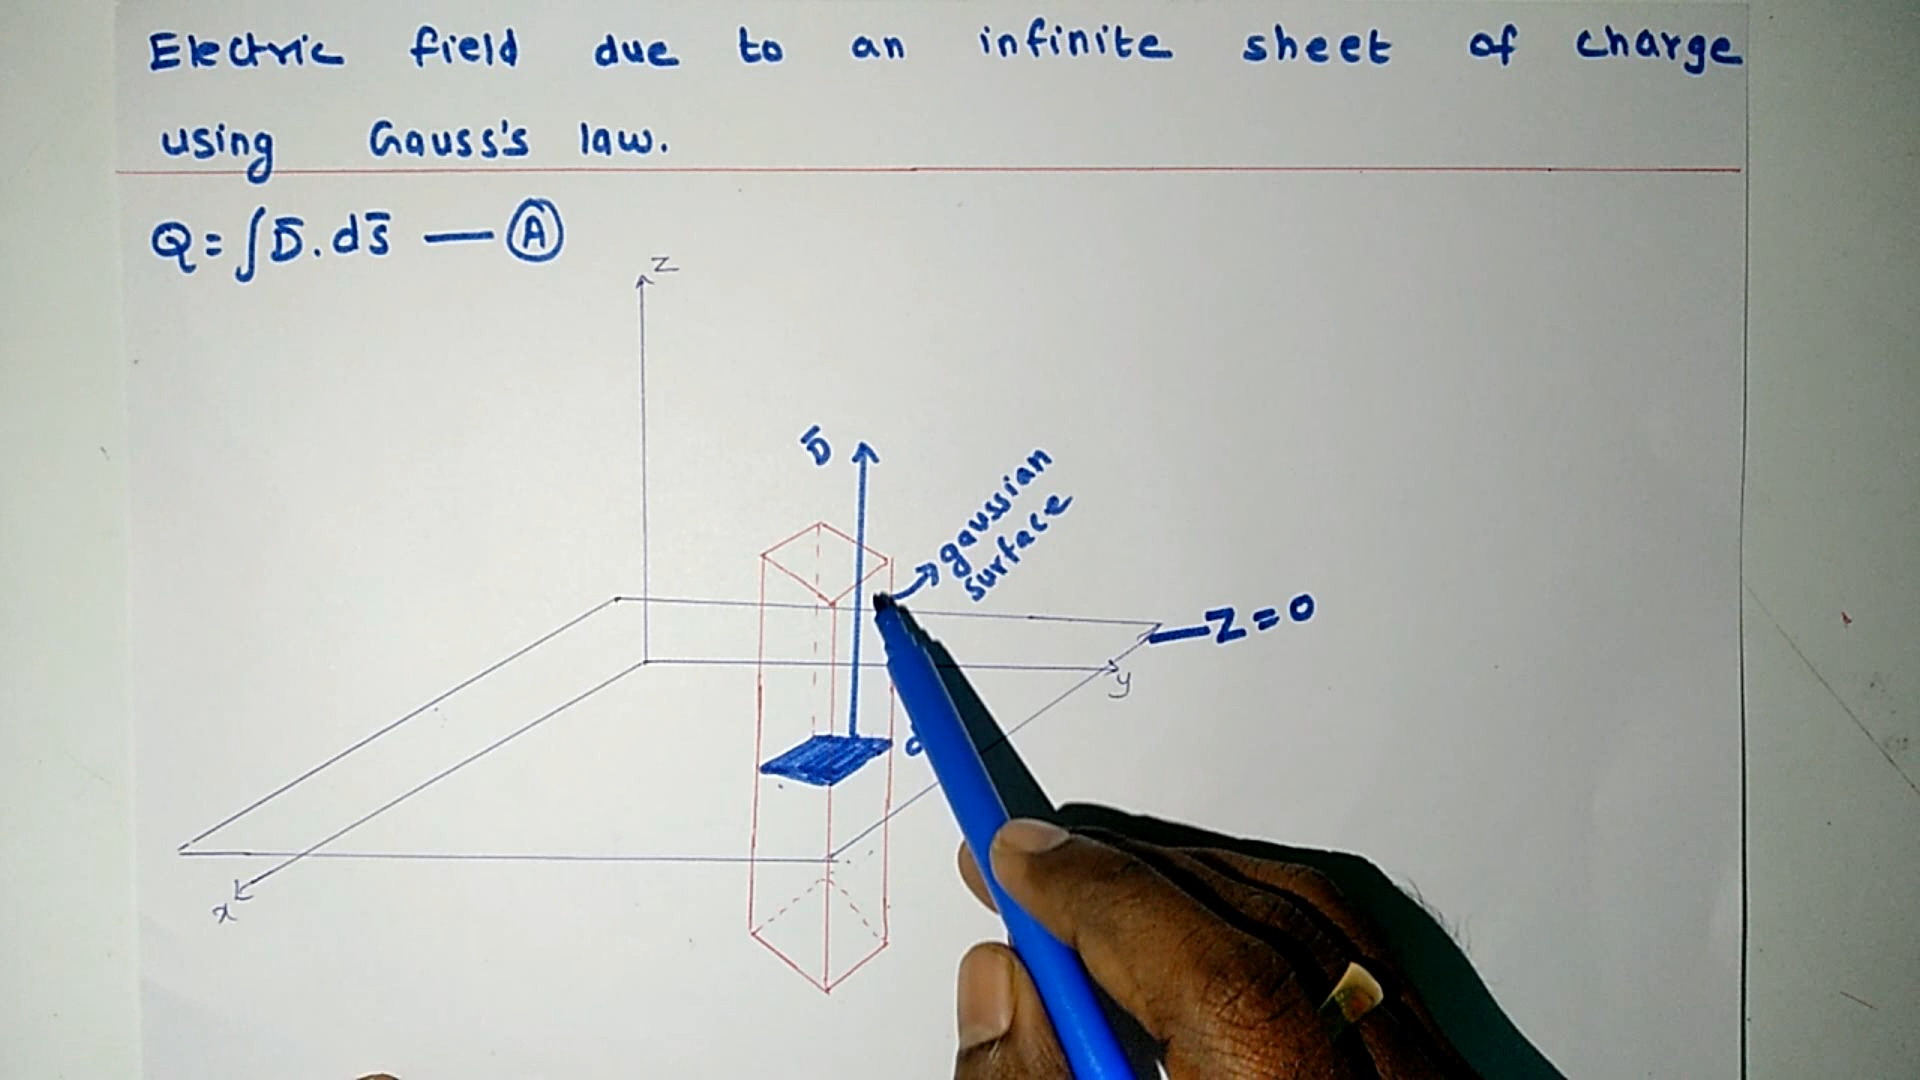 Electric field due to an infinite sheet of charge
using Gauss's law.
Q = ∫D̄.ds̄ — Ⓐ
z
D̄
gaussian
surface
Z=0
y
x